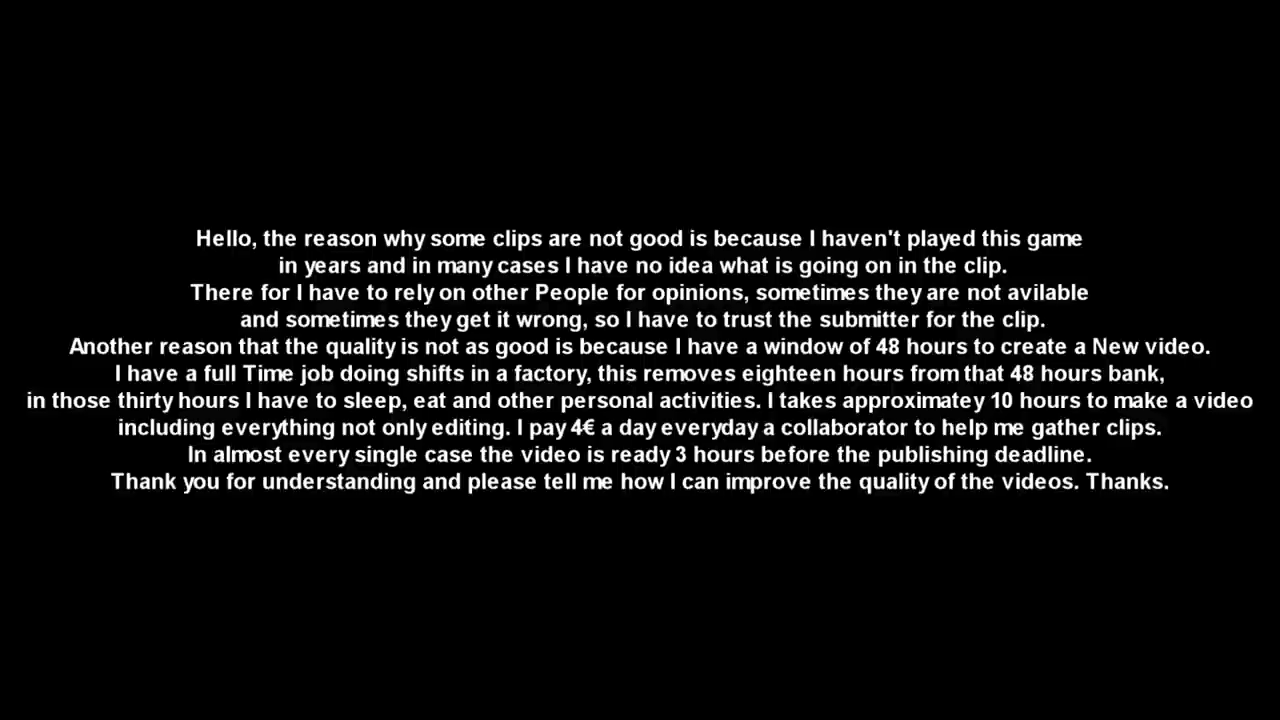 Hello, the reason why some clips are not good is because I haven't played this game
in years and in many cases I have no idea what is going on in the clip.
There for I have to rely on other People for opinions, sometimes they are not avilable
and sometimes they get it wrong, so I have to trust the submitter for the clip.
Another reason that the quality is not as good is because I have a window of 48 hours to create a New video.
I have a full Time job doing shifts in a factory, this removes eighteen hours from that 48 hours bank,
in those thirty hours I have to sleep, eat and other personal activities. I takes approximatey 10 hours to make a video
including everything not only editing. I pay 4€ a day everyday a collaborator to help me gather clips.
In almost every single case the video is ready 3 hours before the publishing deadline.
Thank you for understanding and please tell me how I can improve the quality of the videos. Thanks.